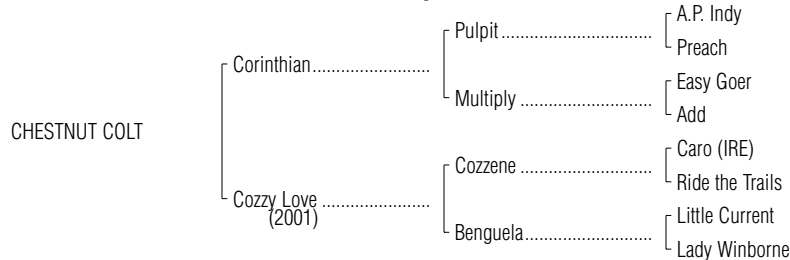 A.P. Indy
Pulpit..............................
Preach
Corinthian........................
Easy Goer
Multiply ..........................
Add
CHESTNUT COLT
Caro (IRE)
Cozzene ..........................
Ride the Trails
Cozzy Love ......................
(2001)
Little Current
Benguela.........................
Lady Winborne